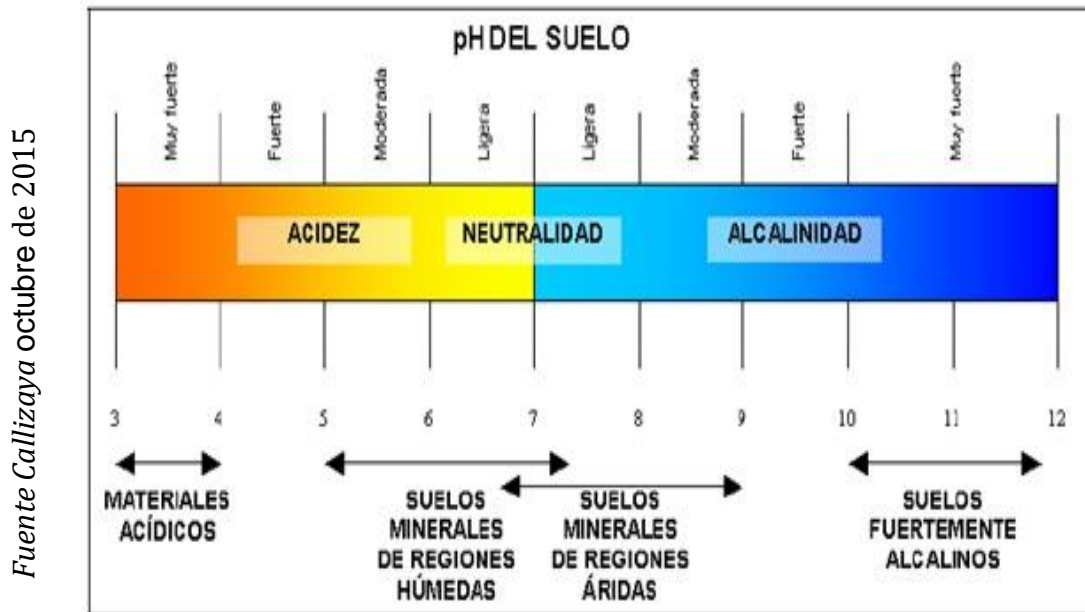 Fuente Callizaya octubre de 2015
pH DEL SUELO
Muy fuerte
Fuerte
Moderada
Ligera
Ligera
Moderada
Fuerte
Muy fuerte
ACIDEZ
NEUTRALIDAD
ALCALINIDAD
3 4 5 6 7 8 9 10 11 12
MATERIALES
ACÍDICOS
SUELOS
MINERALES
DE REGIONES
HÚMEDAS
SUELOS
MINERALES
DE REGIONES
ÁRIDAS
SUELOS
FUERTEMENTE
ALCALINOS